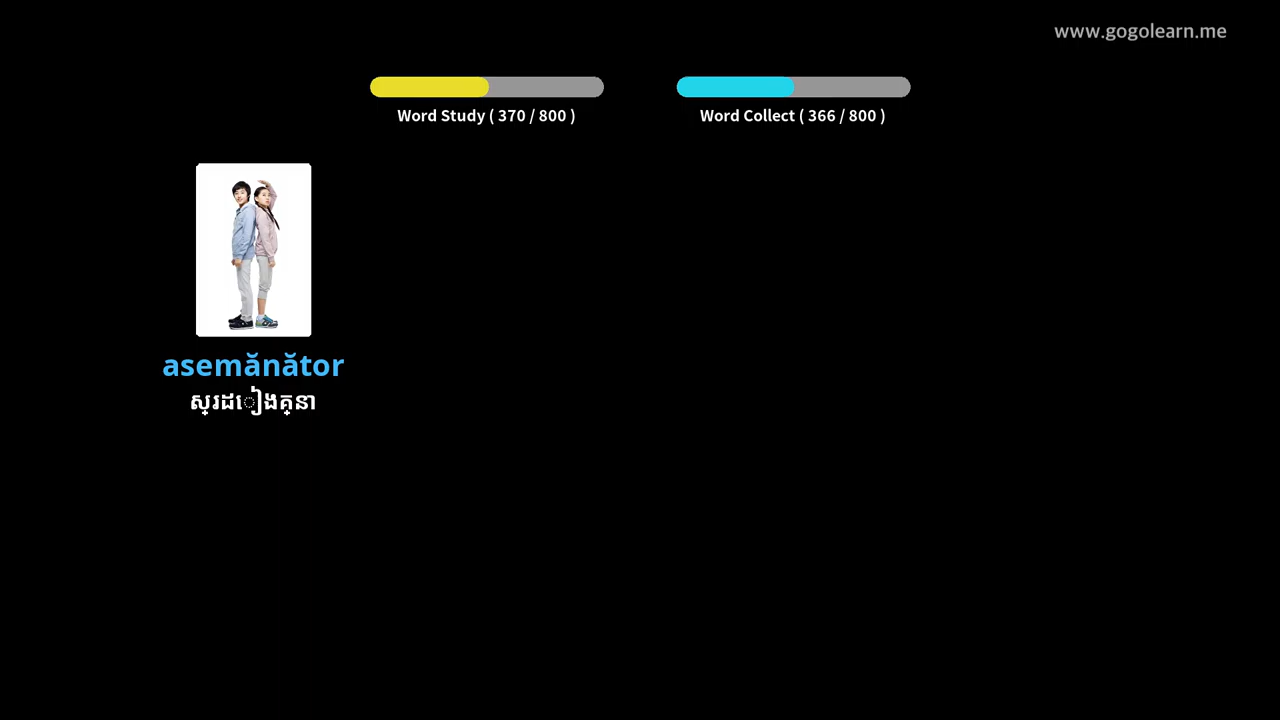 www.gogolearn.me
Word Study ( 370 / 800 )
Word Collect ( 366 / 800 )
asemănător
ស្រដៀងគ្នា